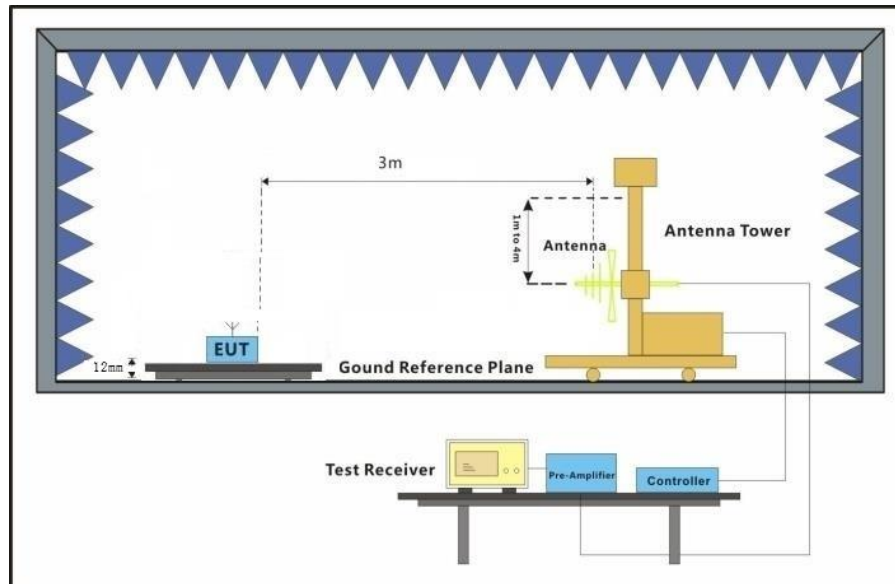 3m
1m to 4m
Antenna
Antenna Tower
EUT
12mm
Gound Reference Plane
Test Receiver
Pre-Amplifier
Controller